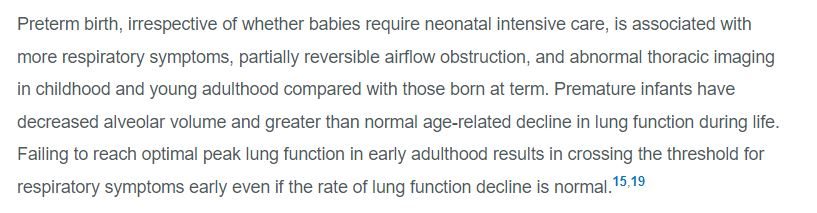 Preterm birth, irrespective of whether babies require neonatal intensive care, is associated with
more respiratory symptoms, partially reversible airflow obstruction, and abnormal thoracic imaging
in childhood and young adulthood compared with those born at term. Premature infants have
decreased alveolar volume and greater than normal age-related decline in lung function during life.
Failing to reach optimal peak lung function in early adulthood results in crossing the threshold for
respiratory symptoms early even if the rate of lung function decline is normal.15,19